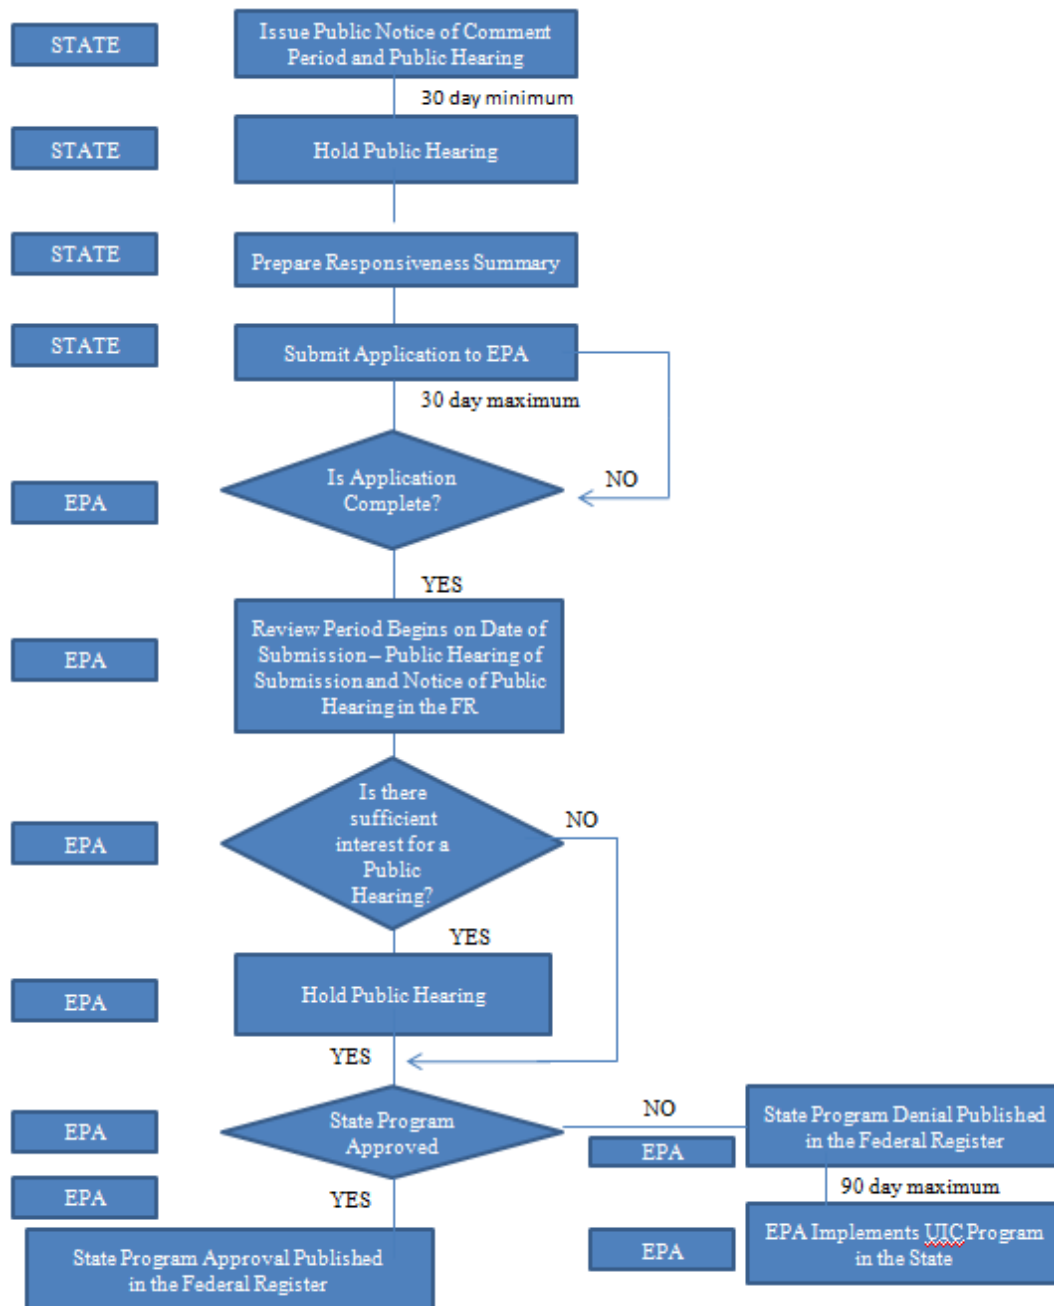 STATE
Issue Public Notice of Comment
Period and Public Hearing
30 day minimum
STATE
Hold Public Hearing
STATE
Prepare Responsiveness Summary
STATE
Submit Application to EPA
30 day maximum
EPA
Is Application
Complete?
NO
YES
EPA
Review Period Begins on Date of
Submission – Public Hearing of
Submission and Notice of Public
Hearing in the FR
EPA
Is there
sufficient
interest for a
Public
Hearing?
NO
YES
EPA
Hold Public Hearing
YES
EPA
State Program
Approved
NO
EPA
State Program Denial Published
in the Federal Register
90 day maximum
EPA
YES
EPA
EPA Implements UIC Program
in the State
State Program Approval Published
in the Federal Register